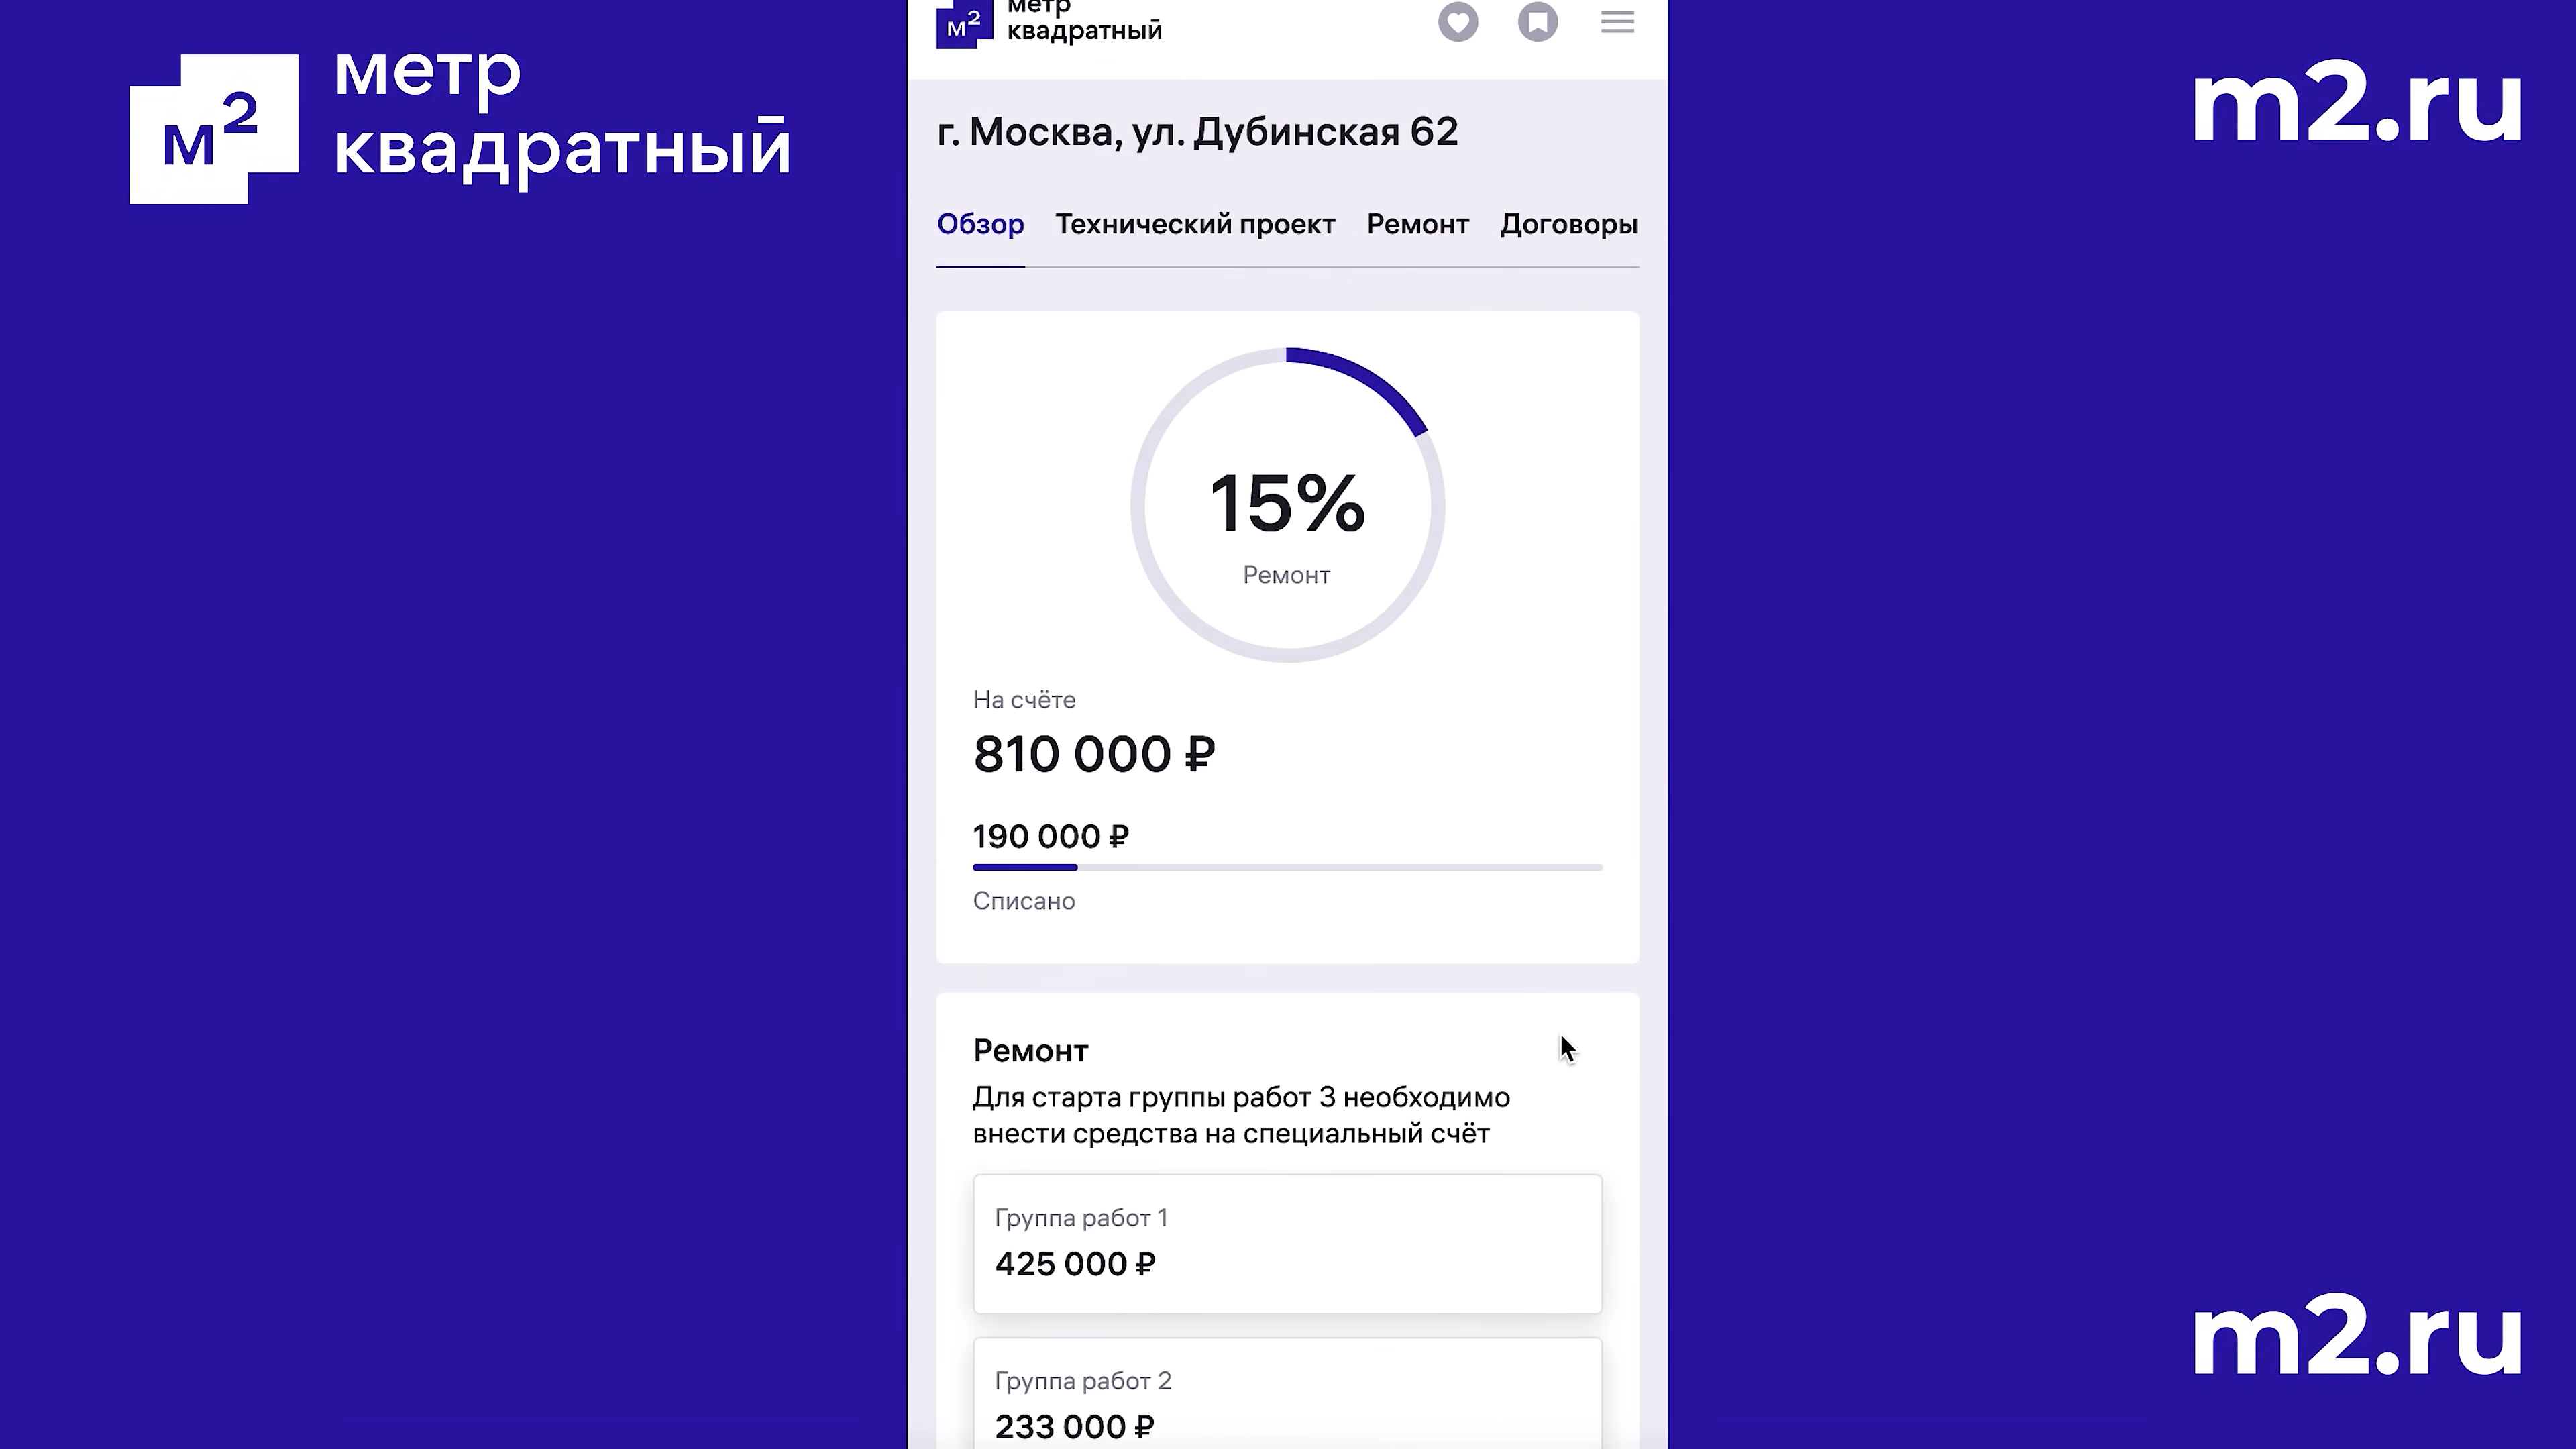 м²
метр
квадратный
m2.ru
м²
метр
квадратный
г. Москва, ул. Дубинская 62
Обзор Технический проект Ремонт Договоры
15%
Ремонт
На счёте
810 000 ₽
190 000 ₽
Списано
Ремонт
Для старта группы работ 3 необходимо
внести средства на специальный счёт
Группа работ 1
425 000 ₽
Группа работ 2
233 000 ₽
m2.ru